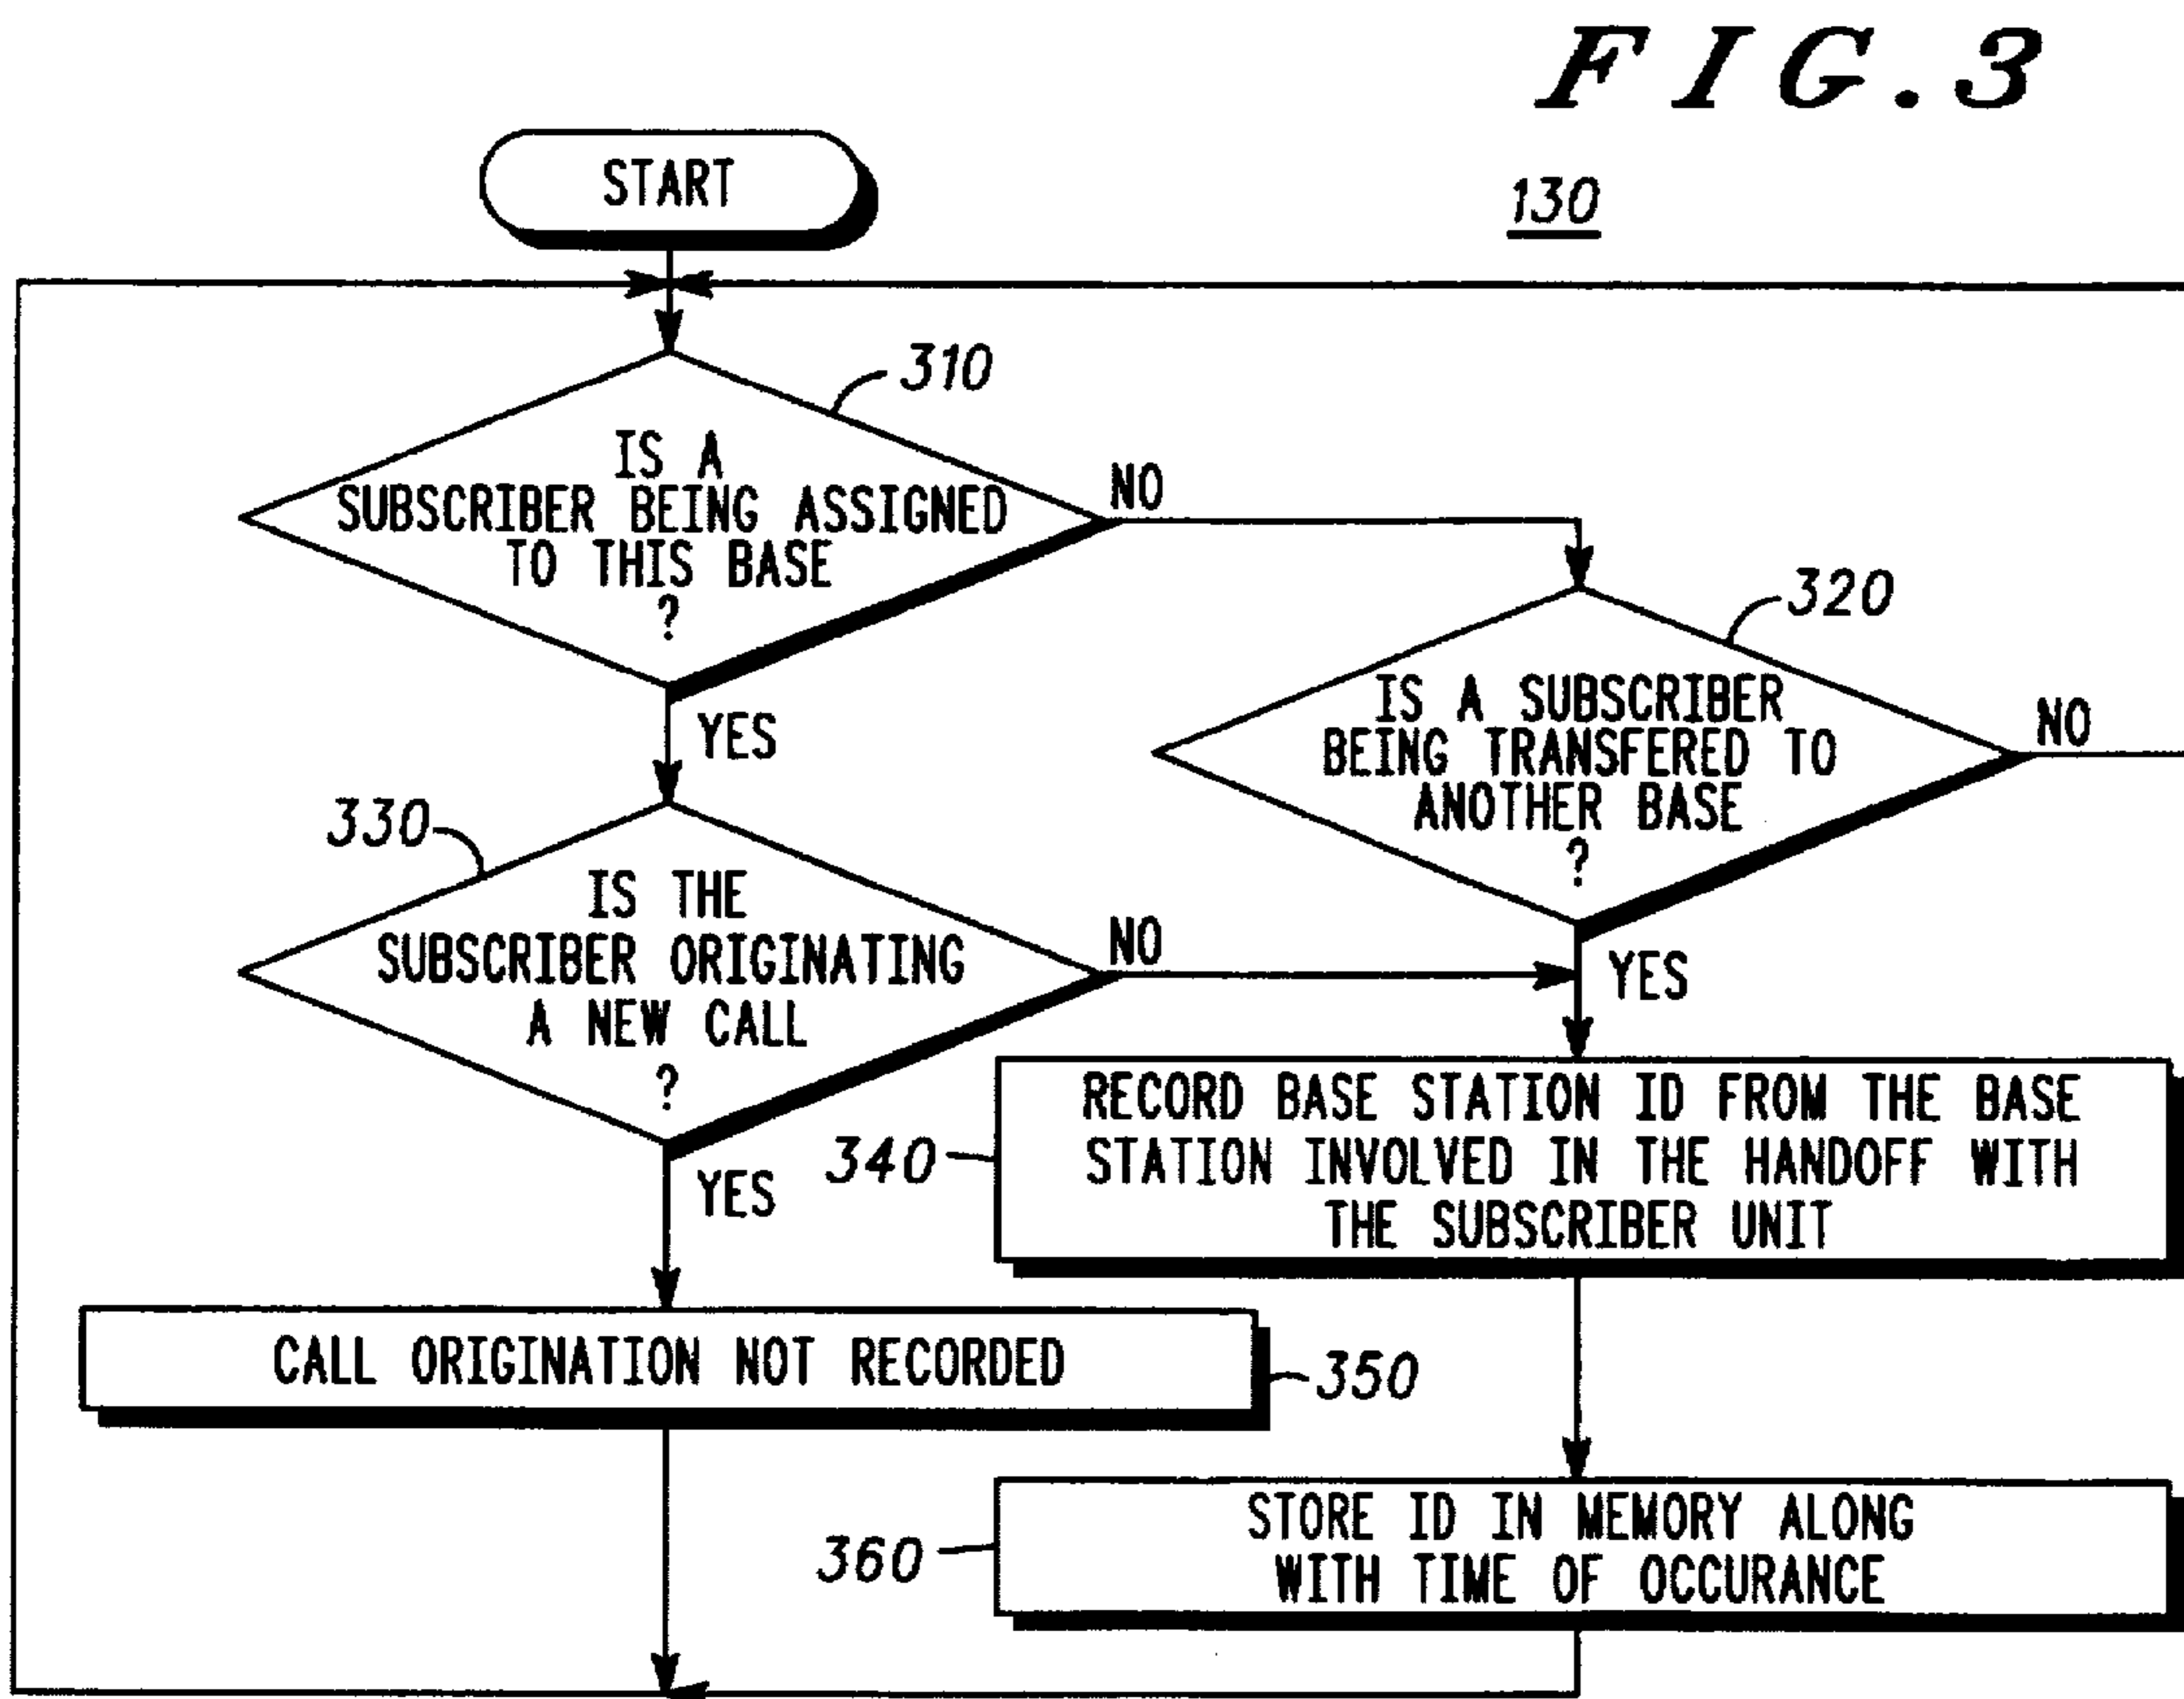 FIG.3
START
130
310
IS A
SUBSCRIBER BEING ASSIGNED
TO THIS BASE
?
NO
320
YES
IS A SUBSCRIBER
BEING TRANSFERED TO
ANOTHER BASE
?
NO
330
IS THE
SUBSCRIBER ORIGINATING
A NEW CALL
?
NO
YES
YES
340
RECORD BASE STATION ID FROM THE BASE
STATION INVOLVED IN THE HANDOFF WITH
THE SUBSCRIBER UNIT
CALL ORIGINATION NOT RECORDED
350
360
STORE ID IN MEMORY ALONG
WITH TIME OF OCCURANCE